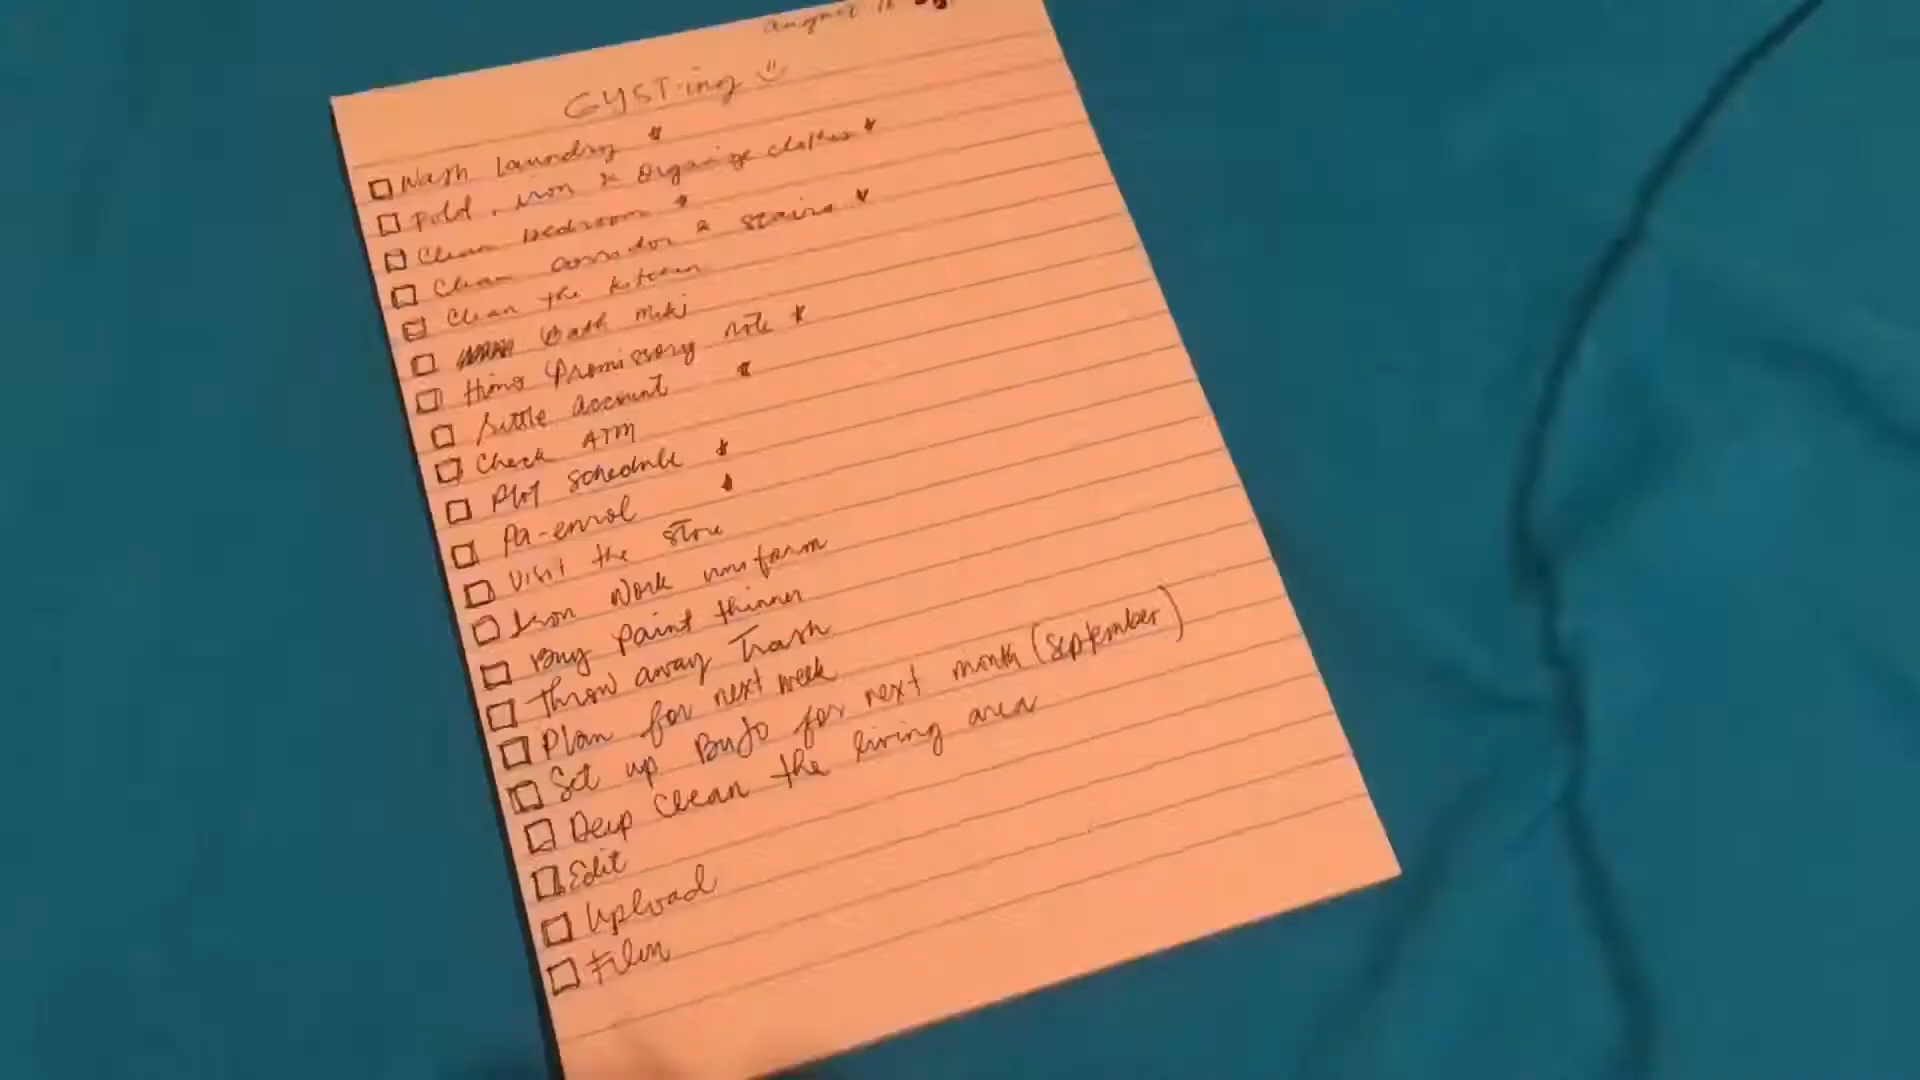 August 18
GYST-ing
Wash laundry *
Fold, iron & organize clothes *
Clean bedroom *
Clean corridor & stairs *
Clean the kitchen
Bath Miki
Hingi Promissory note *
Settle account *
Check ATM
Plot schedule *
Pa-enrol *
Visit the store
Iron work uniform
Buy paint thinner
Throw away Trash
Plan for next week
Set up BuJo for next month (September)
Deep clean the living area
Edit
Upload
Film